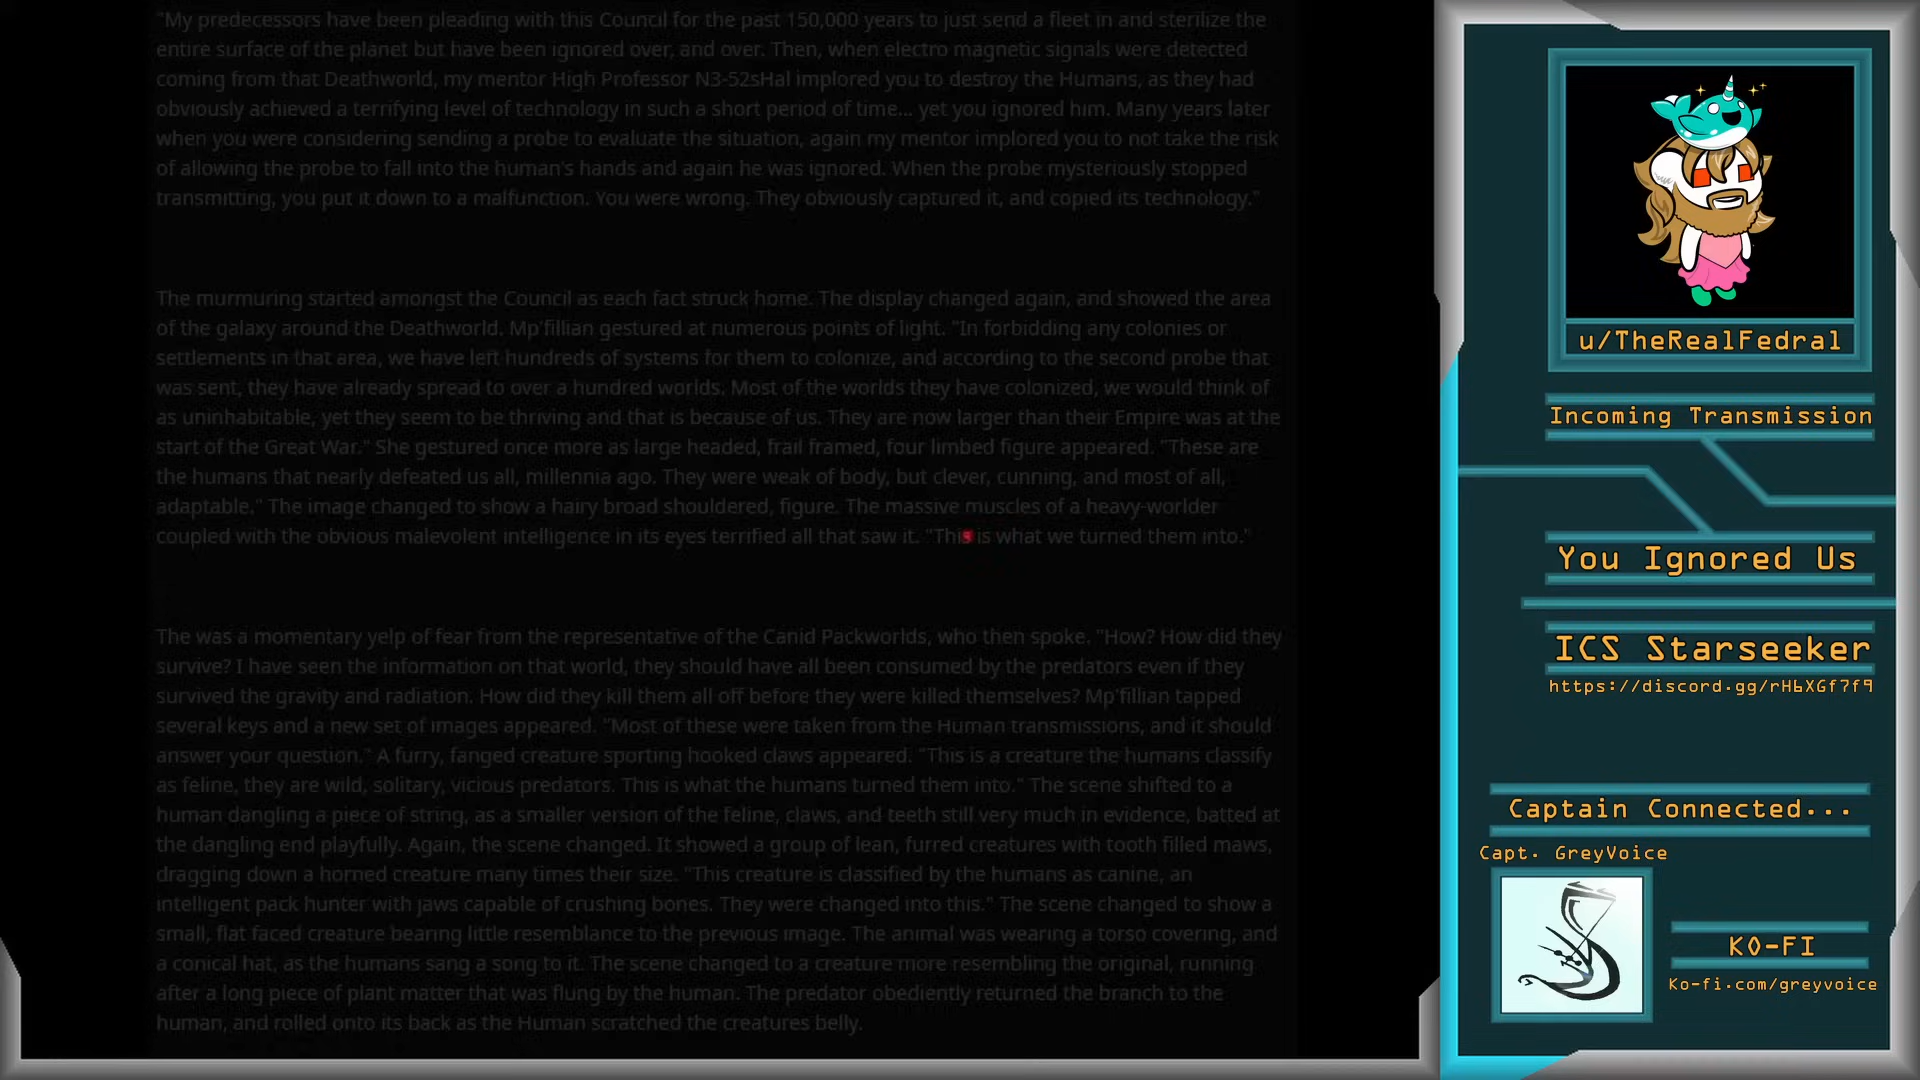 "My predecessors have been pleading with this Council for the past 150,000 years to just send a fleet in and sterilize the
entire surface of the planet but have been ignored over, and over. Then, when electro magnetic signals were detected
coming from that Deathworld, my mentor High Professor N3-52sHal implored you to destroy the Humans, as they had
obviously achieved a terrifying level of technology in such a short period of time... yet you ignored him. Many years later
when you were considering sending a probe to evaluate the situation, again my mentor implored you to not take the risk
of allowing the probe to fall into the human's hands and again he was ignored. When the probe mysteriously stopped
transmitting, you put it down to a malfunction. You were wrong. They obviously captured it, and copied its technology."
The murmuring started amongst the Council as each fact struck home. The display changed again, and showed the area
of the galaxy around the Deathworld. Mp'fillian gestured at numerous points of light. "In forbidding any colonies or
settlements in that area, we have left hundreds of systems for them to colonize, and according to the second probe that
was sent, they have already spread to over a hundred worlds. Most of the worlds they have colonized, we would think of
as uninhabitable, yet they seem to be thriving and that is because of us. They are now larger than their Empire was at the
start of the Great War." She gestured once more as large headed, frail framed, four limbed figure appeared. "These are
the humans that nearly defeated us all, millennia ago. They were weak of body, but clever, cunning, and most of all,
adaptable." The image changed to show a hairy broad shouldered, figure. The massive muscles of a heavy-worlder
coupled with the obvious malevolent intelligence in its eyes terrified all that saw it. "This is what we turned them into."
The was a momentary yelp of fear from the representative of the Canid Packworlds, who then spoke. "How? How did they
survive? I have seen the information on that world, they should have all been consumed by the predators even if they
survived the gravity and radiation. How did they kill them all off before they were killed themselves? Mp'fillian tapped
several keys and a new set of images appeared. "Most of these were taken from the Human transmissions, and it should
answer your question." A furry, fanged creature sporting hooked claws appeared. "This is a creature the humans classify
as feline, they are wild, solitary, vicious predators. This is what the humans turned them into." The scene shifted to a
human dangling a piece of string, as a smaller version of the feline, claws, and teeth still very much in evidence, batted at
the dangling end playfully. Again, the scene changed. It showed a group of lean, furred creatures with tooth filled maws,
dragging down a horned creature many times their size. "This creature is classified by the humans as canine, an
intelligent pack hunter with jaws capable of crushing bones. They were changed into this." The scene changed to show a
small, flat faced creature bearing little resemblance to the previous image. The animal was wearing a torso covering, and
a conical hat, as the humans sang a song to it. The scene changed to a creature more resembling the original, running
after a long piece of plant matter that was flung by the human. The predator obediently returned the branch to the
human, and rolled onto its back as the Human scratched the creatures belly.
u/TheRealFedral
Incoming Transmission
You Ignored Us
ICS Starseeker
https://discord.gg/rH6XGf7f9
Captain Connected...
Capt. GreyVoice
KO-FI
Ko-fi.com/greyvoice